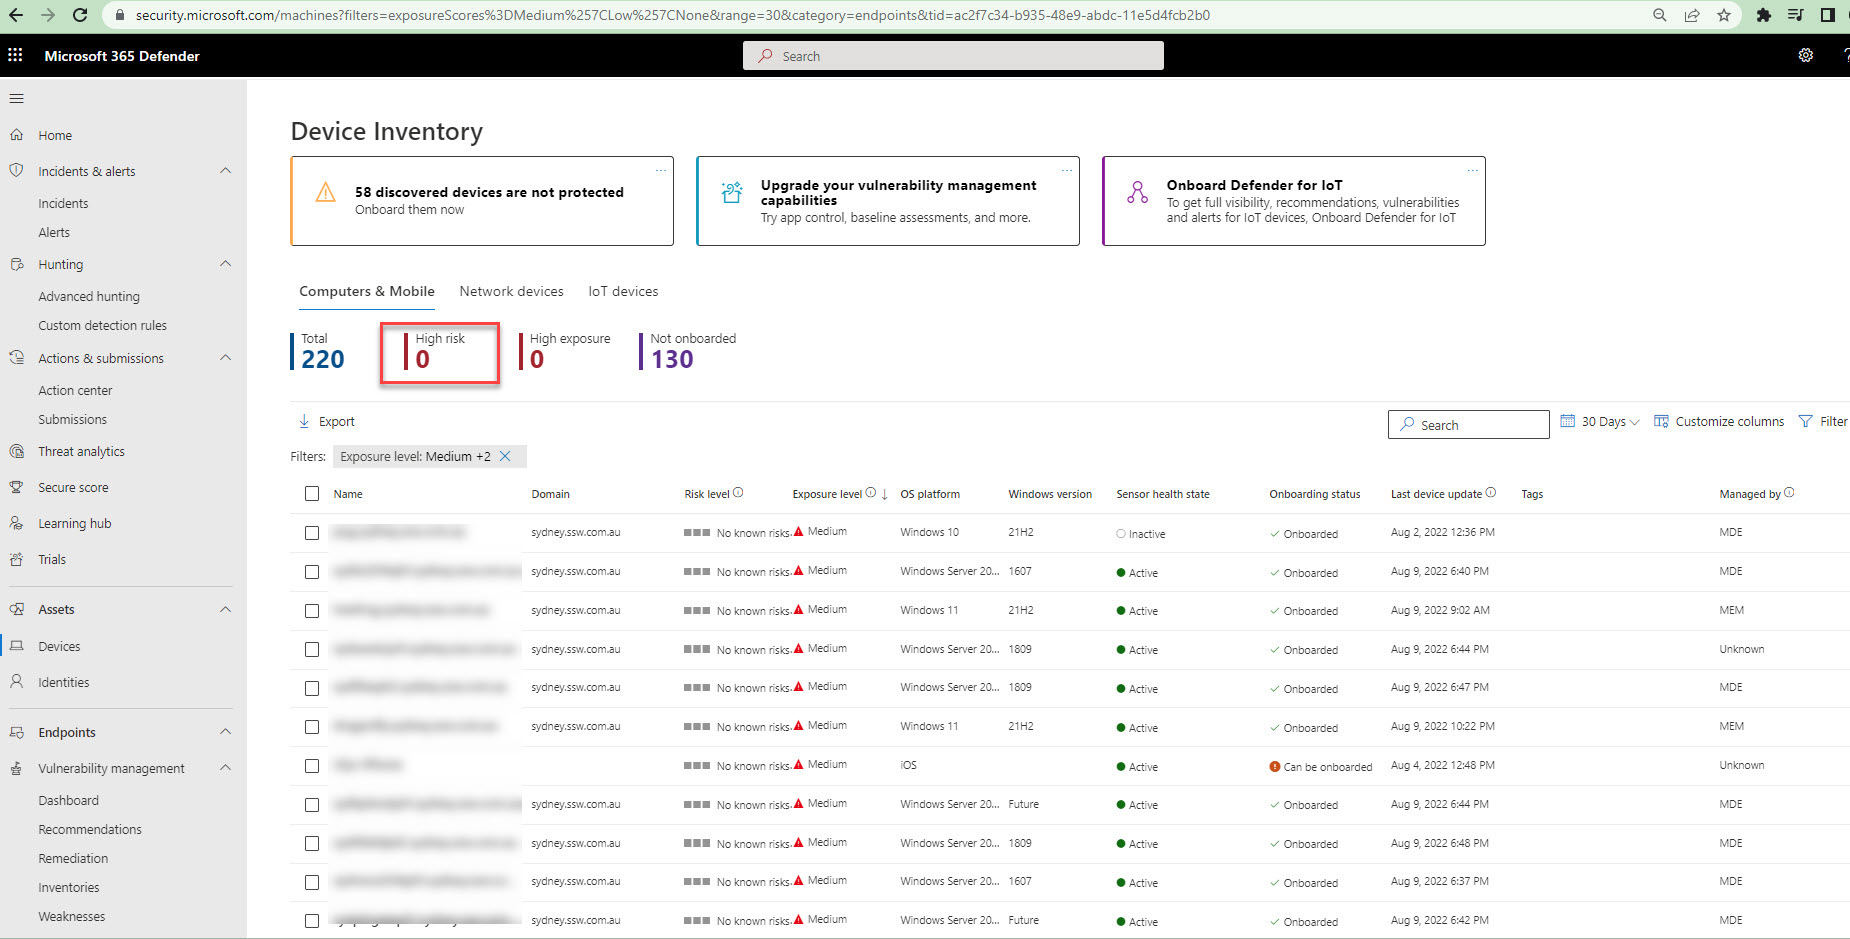 security.microsoft.com/machines?filters=exposureScores%3DMedium%257CLow%257CNone&range=30&category=endpoints&tid=ac2f7c34-b935-48e9-abdc-11e5d4fcb2b0
Microsoft 365 Defender
Search
Home
Incidents & alerts
Incidents
Alerts
Hunting
Advanced hunting
Custom detection rules
Actions & submissions
Action center
Submissions
Threat analytics
Secure score
Learning hub
Trials
Assets
Devices
Identities
Endpoints
Vulnerability management
Dashboard
Recommendations
Remediation
Inventories
Weaknesses
Device Inventory
58 discovered devices are not protected
Onboard them now
Upgrade your vulnerability management
capabilities
Try app control, baseline assessments, and more.
Onboard Defender for IoT
To get full visibility, recommendations, vulnerabilities
and alerts for IoT devices, Onboard Defender for IoT
Computers & Mobile Network devices IoT devices
Total High risk High exposure Not onboarded
220 0 0 130
Export Search 30 Days Customize columns Filter
Filters: Exposure level: Medium +2
Name Domain Risk level Exposure level OS platform Windows version Sensor health state Onboarding status Last device update Tags Managed by
sydney.ssw.com.au No known risks. Medium Windows 10 21H2 Inactive Onboarded Aug 2, 2022 12:36 PM MDE
sydney.ssw.com.au No known risks. Medium Windows Server 20... 1607 Active Onboarded Aug 9, 2022 6:40 PM MDE
sydney.ssw.com.au No known risks. Medium Windows 11 21H2 Active Onboarded Aug 9, 2022 9:02 AM MEM
sydney.ssw.com.au No known risks. Medium Windows Server 20... 1809 Active Onboarded Aug 9, 2022 6:44 PM Unknown
sydney.ssw.com.au No known risks. Medium Windows Server 20... 1809 Active Onboarded Aug 9, 2022 6:47 PM MDE
sydney.ssw.com.au No known risks. Medium Windows 11 21H2 Active Onboarded Aug 9, 2022 10:22 PM MEM
No known risks. Medium iOS Active Can be onboarded Aug 4, 2022 12:48 PM Unknown
sydney.ssw.com.au No known risks. Medium Windows Server 20... Future Active Onboarded Aug 9, 2022 6:44 PM MDE
sydney.ssw.com.au No known risks. Medium Windows Server 20... 1809 Active Onboarded Aug 9, 2022 6:48 PM MDE
sydney.ssw.com.au No known risks. Medium Windows Server 20... 1607 Active Onboarded Aug 9, 2022 6:37 PM MDE
sydney.ssw.com.au No known risks. Medium Windows Server 20... Future Active Onboarded Aug 9, 2022 6:42 PM MDE